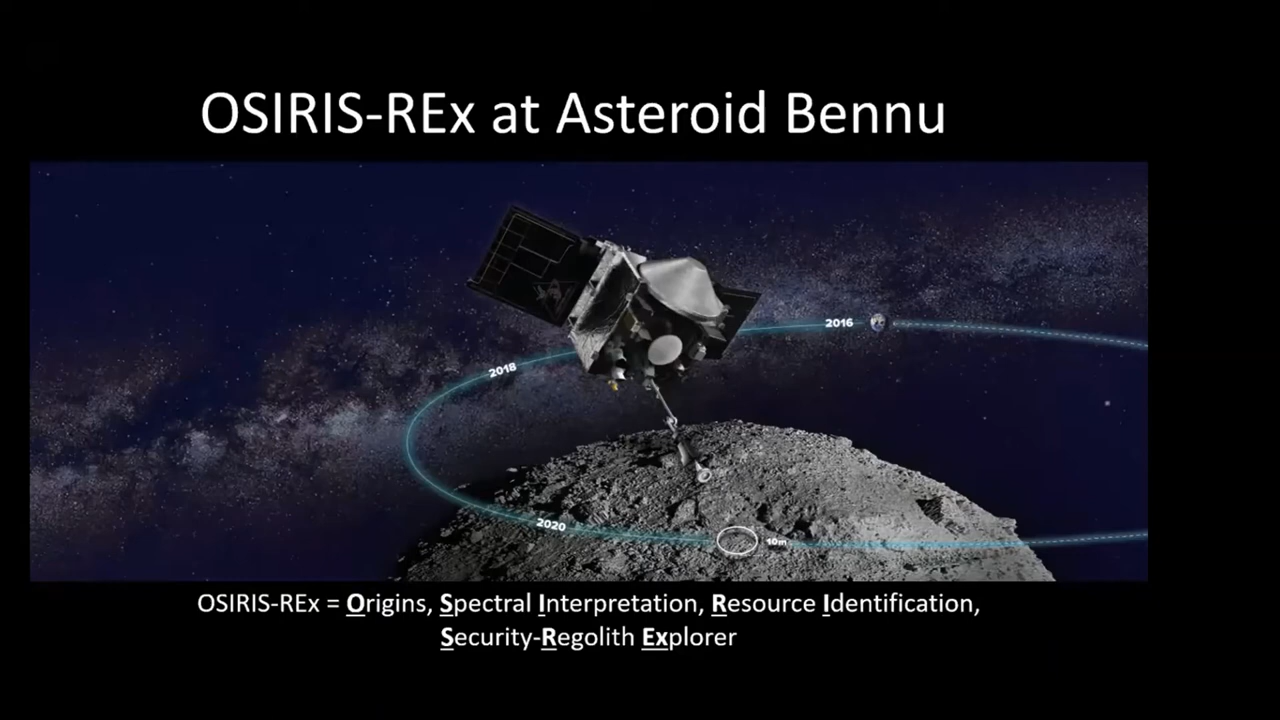 OSIRIS-REx at Asteroid Bennu
2016
2018
2020
10m
OSIRIS-REx = Origins, Spectral Interpretation, Resource Identification,
Security-Regolith Explorer